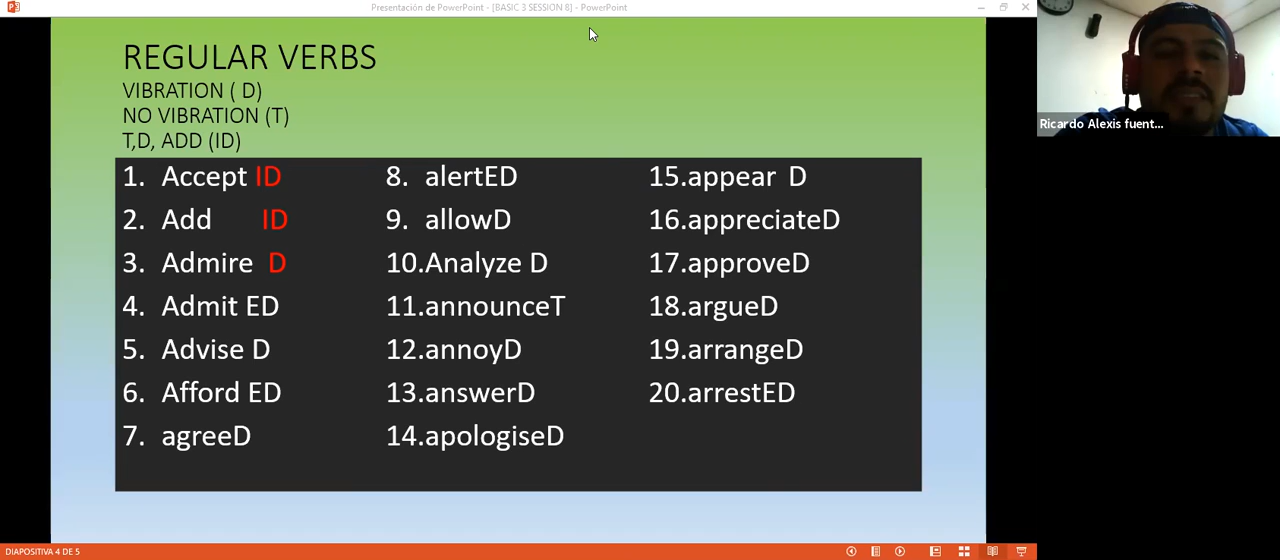 Presentación de PowerPoint - [BASIC 3 SESSION 8] - PowerPoint
REGULAR VERBS
VIBRATION ( D)
NO VIBRATION (T)
T,D, ADD (ID)
1. Accept ID
2. Add ID
3. Admire D
4. Admit ED
5. Advise D
6. Afford ED
7. agreeD
8. alertED
9. allowD
10.Analyze D
11.announceT
12.annoyD
13.answerD
14.apologiseD
15.appear D
16.appreciateD
17.approveD
18.argueD
19.arrangeD
20.arrestED
Ricardo Alexis fuent...
DIAPOSITIVA 4 DE 5